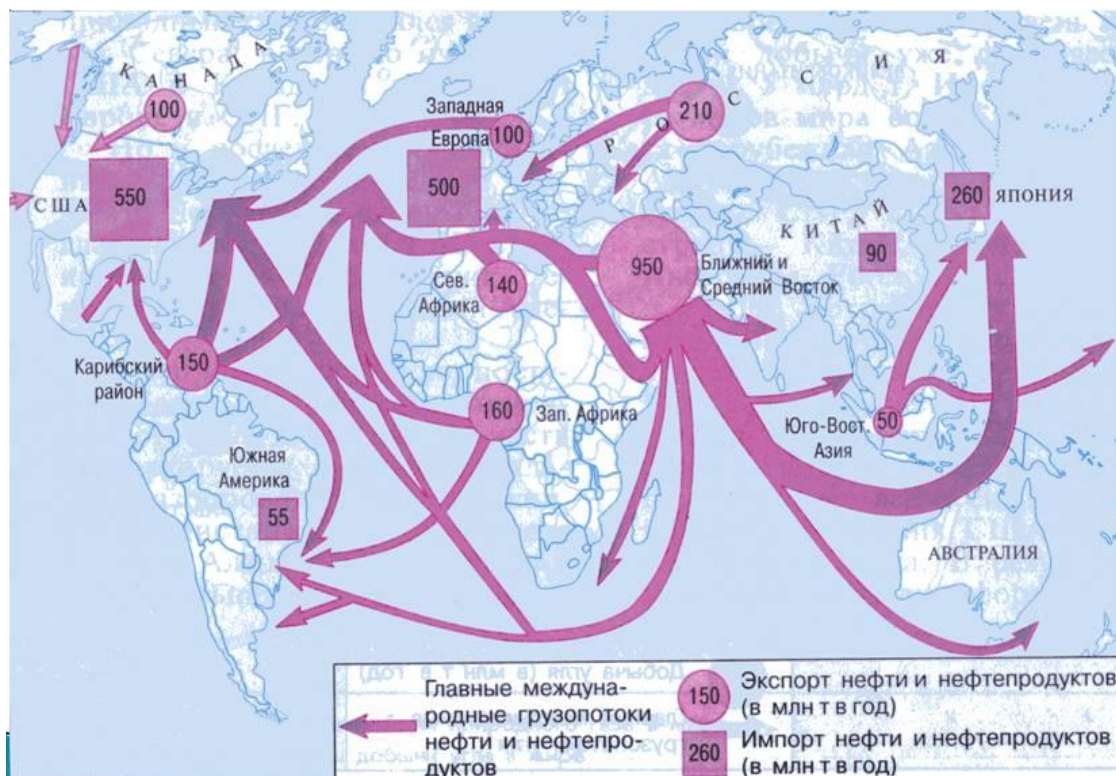 КАНАДА
100
Западная
Европа
100
210
РОССИЯ
США
550
500
260
ЯПОНИЯ
КИТАЙ
90
950
Ближний и
Средний Восток
Сев.
Африка
140
Карибский
район
150
160
Зап. Африка
Юго-Вост.
Азия
50
Южная
Америка
55
АВСТРАЛИЯ
Главные междуна-
родные грузопотоки
нефти и нефтепро-
дуктов
150
Экспорт нефти и нефтепродуктов
(в млн т в год)
260
Импорт нефти и нефтепродуктов
(в млн т в год)